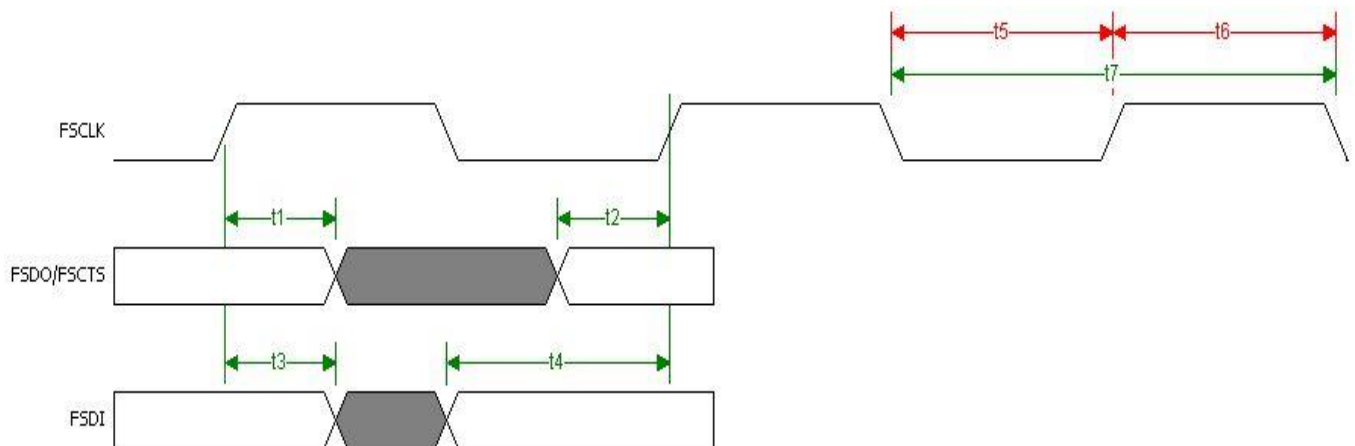 t5 t6
t7
FSCLK
t1 t2
FSDO/FSCTS
t3 t4
FSDI